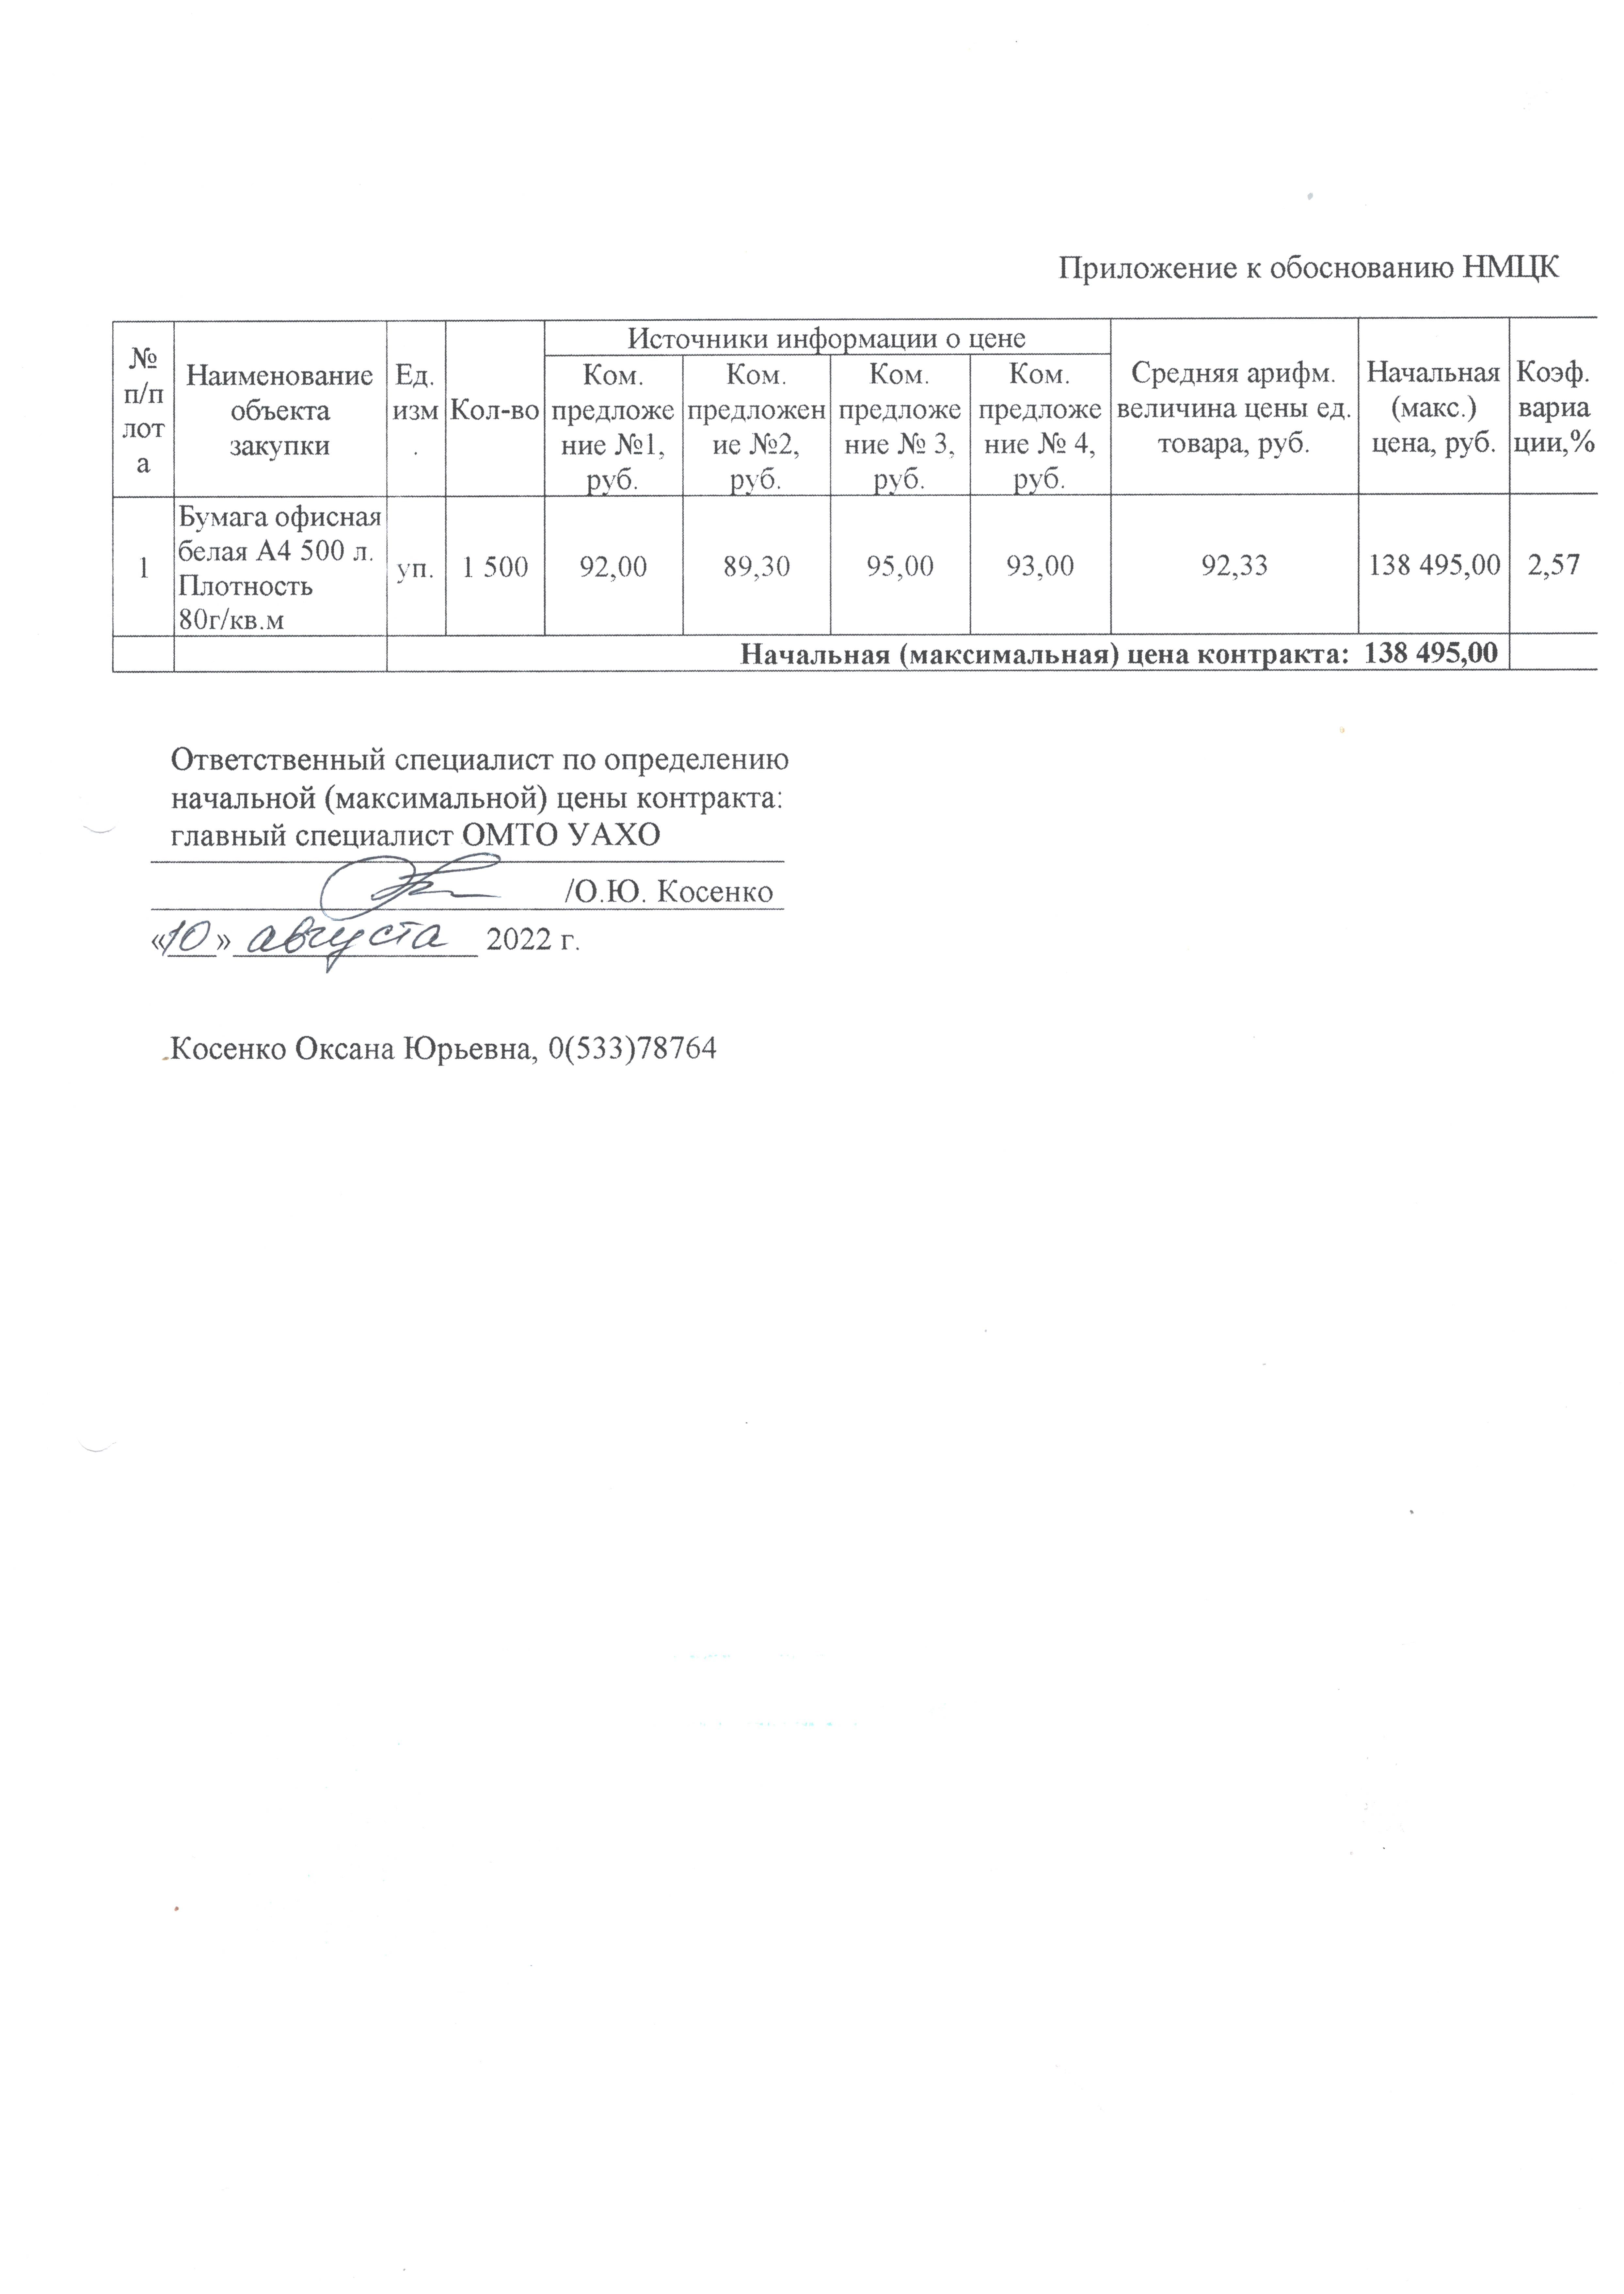 Приложение к обоснованию НМЦК
№ п/п лота
Наименование объекта закупки
Ед. изм.
Кол-во
Источники информации о цене
Ком. предложение №1, руб.
Ком. предложение №2, руб.
Ком. предложение № 3, руб.
Ком. предложение № 4, руб.
Средняя арифм. величина цены ед. товара, руб.
Начальная (макс.) цена, руб.
Коэф. вариации,%
1
Бумага офисная белая А4 500 л. Плотность 80г/кв.м
уп.
1 500
92,00
89,30
95,00
93,00
92,33
138 495,00
2,57
Начальная (максимальная) цена контракта: 138 495,00
Ответственный специалист по определению
начальной (максимальной) цены контракта:
главный специалист ОМТО УАХО
/О.Ю. Косенко
«10» августа 2022 г.
Косенко Оксана Юрьевна, 0(533)78764